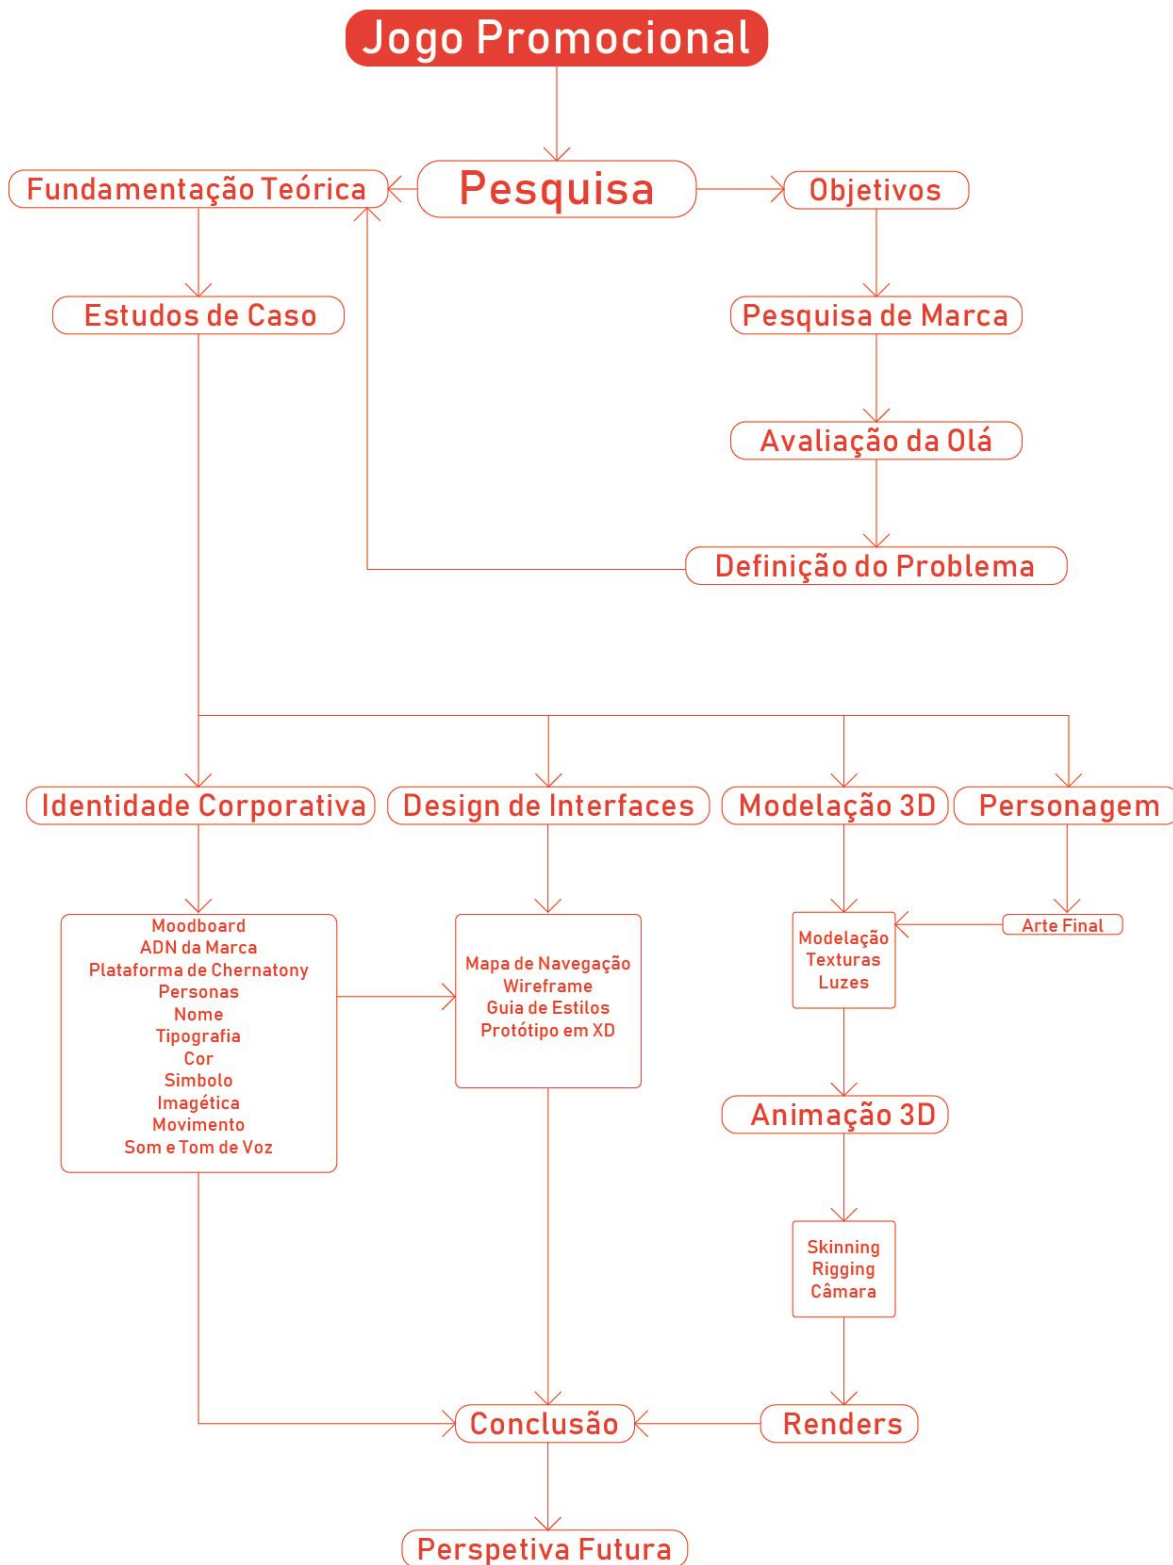 Jogo Promocional
Fundamentação Teórica
Pesquisa
Objetivos
Estudos de Caso
Pesquisa de Marca
Avaliação da Olá
Definição do Problema
Identidade Corporativa
Design de Interfaces
Modelação 3D
Personagem
Moodboard
ADN da Marca
Plataforma de Chernatony
Personas
Nome
Tipografia
Cor
Simbolo
Imagética
Movimento
Som e Tom de Voz
Mapa de Navegação
Wireframe
Guia de Estilos
Protótipo em XD
Modelação
Texturas
Luzes
Arte Final
Animação 3D
Skinning
Rigging
Câmara
Conclusão
Renders
Perspetiva Futura